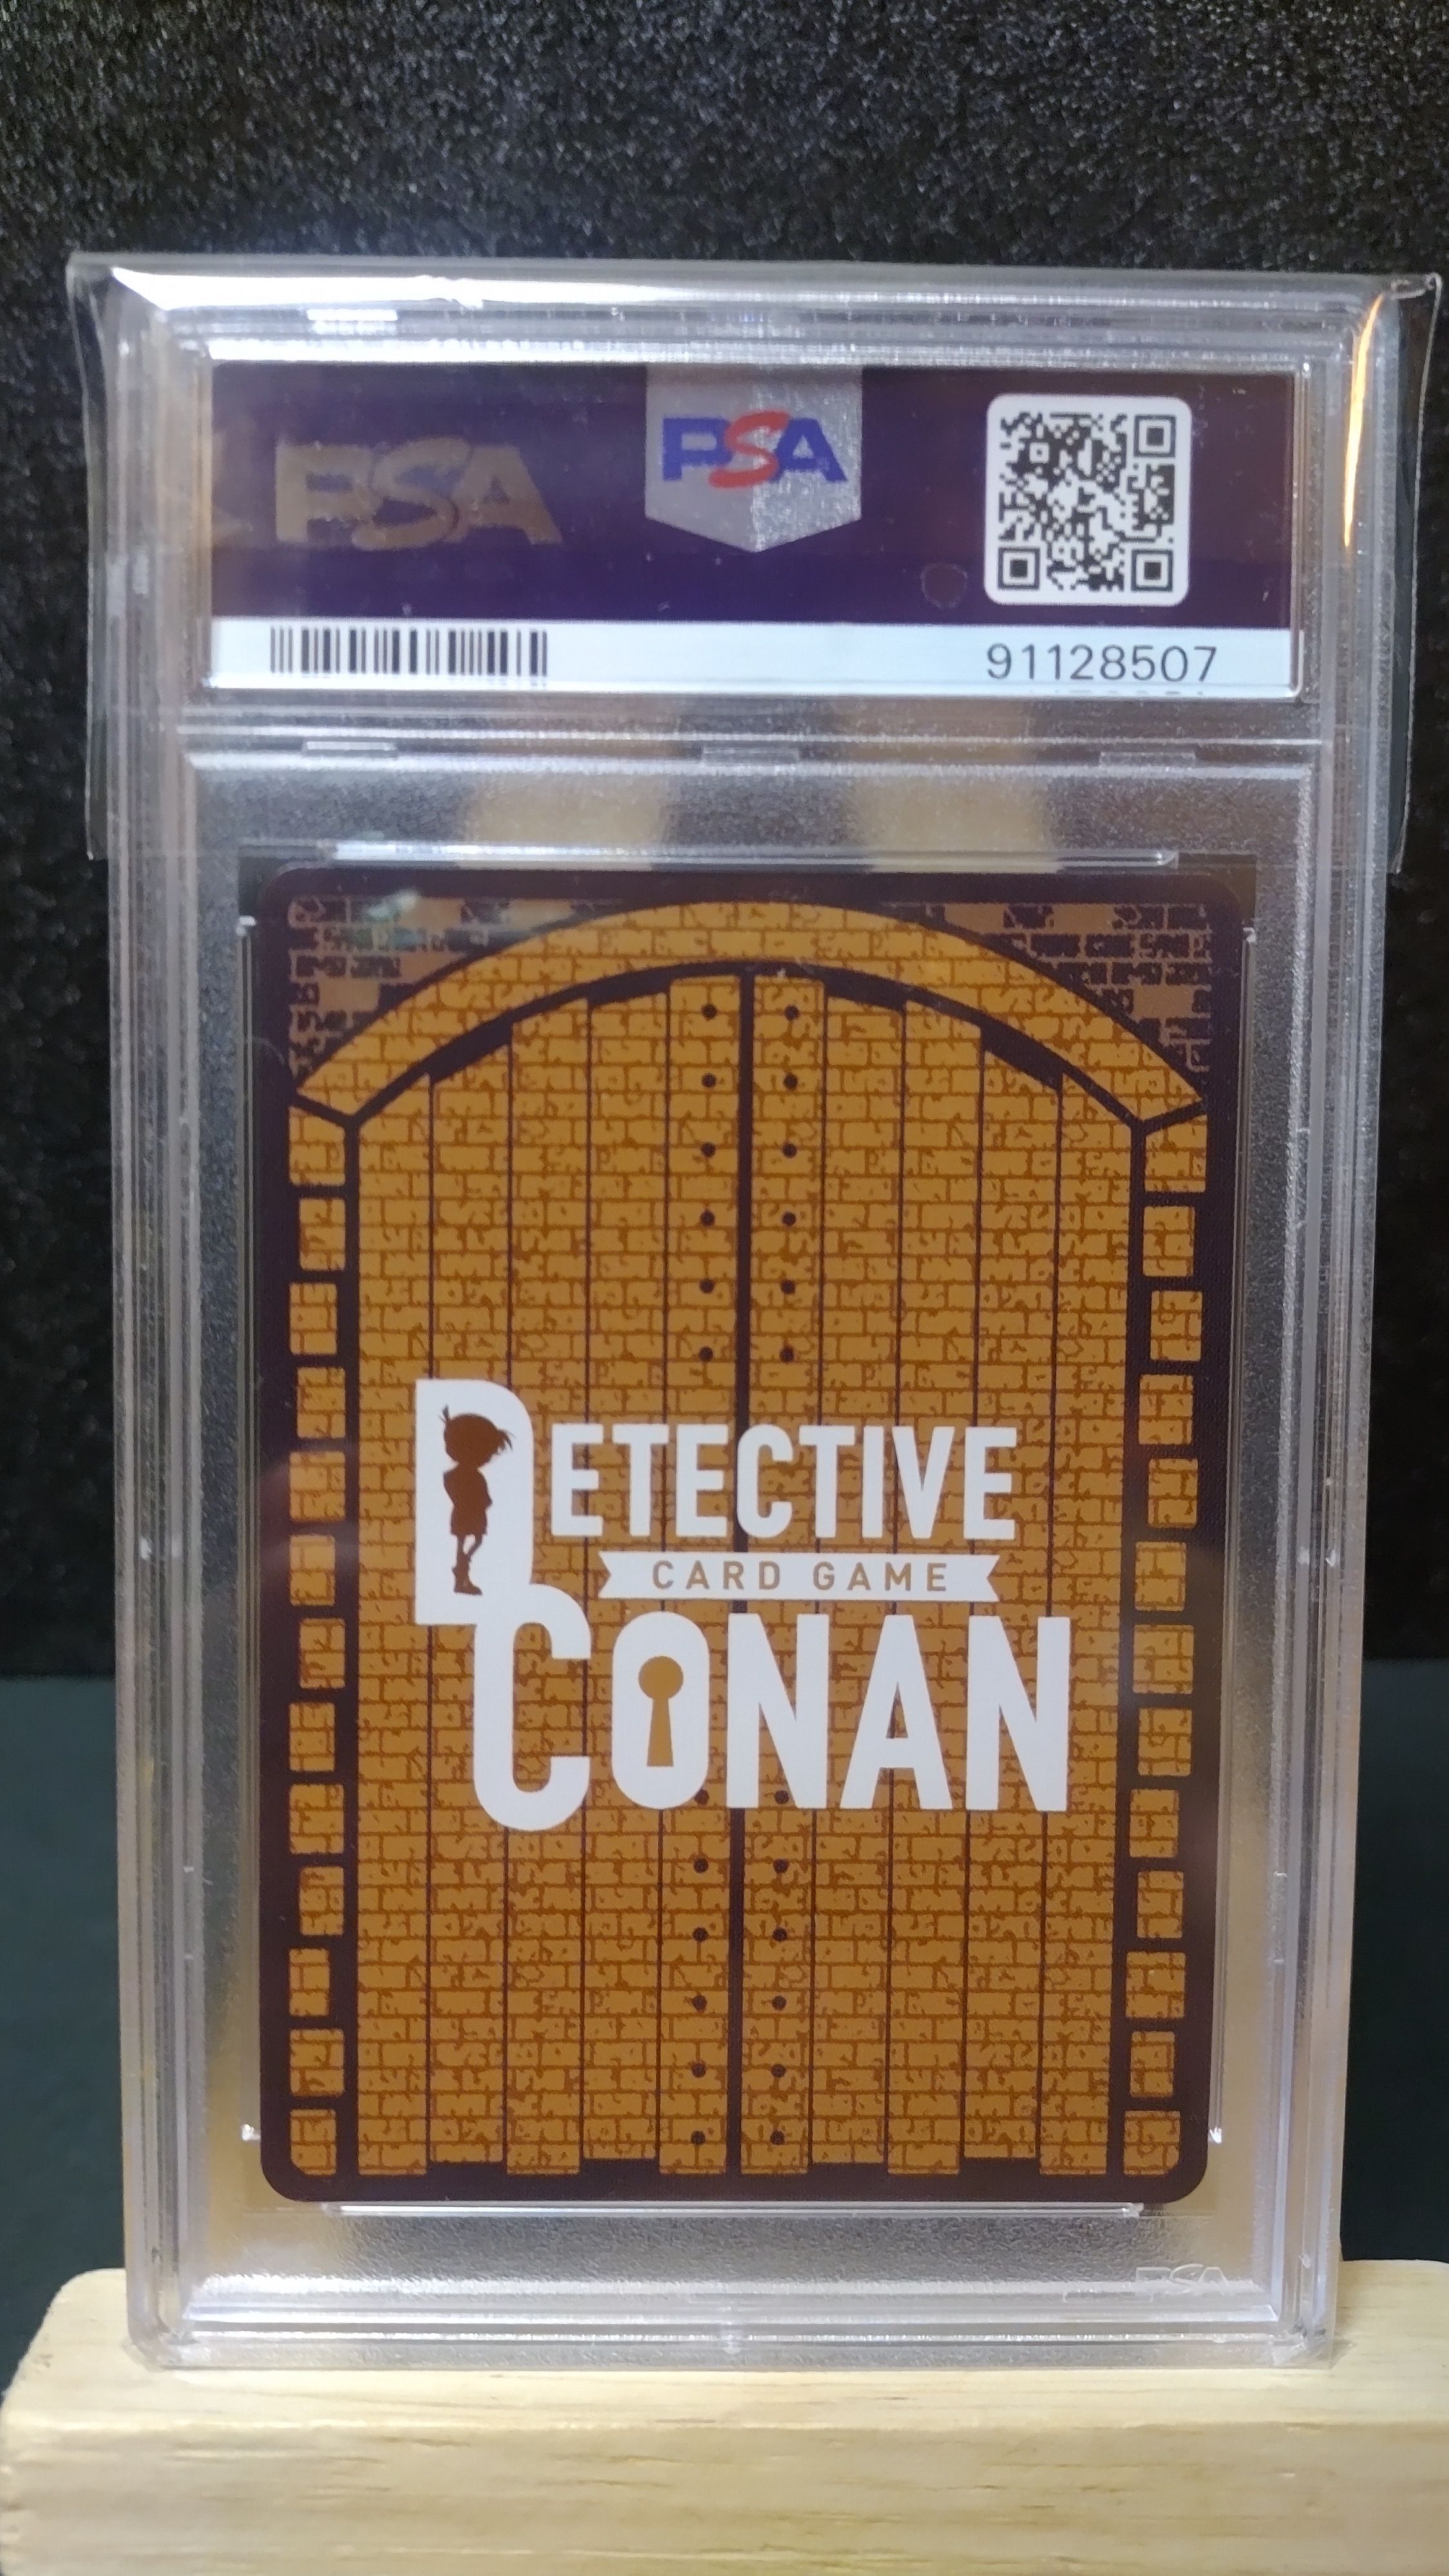 PSA
PSA
91128507
DETECTIVE
CARD GAME
CONAN
PSA